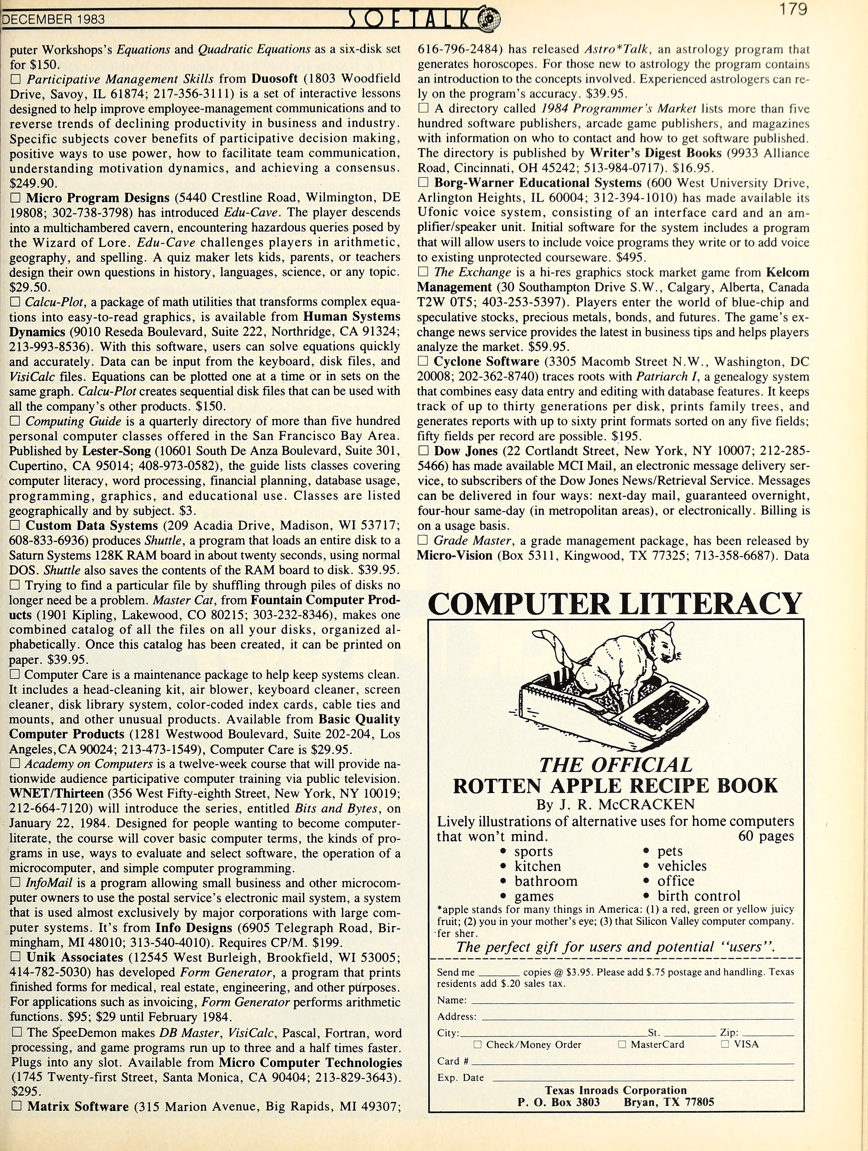 DECEMBER 1983
SOFTALK
179
puter Workshops's Equations and Quadratic Equations as a six-disk set
for $150.
☐ Participative Management Skills from Duosoft (1803 Woodfield
Drive, Savoy, IL 61874; 217-356-3111) is a set of interactive lessons
designed to help improve employee-management communications and to
reverse trends of declining productivity in business and industry.
Specific subjects cover benefits of participative decision making,
positive ways to use power, how to facilitate team communication,
understanding motivation dynamics, and achieving a consensus.
$249.90.
☐ Micro Program Designs (5440 Crestline Road, Wilmington, DE
19808; 302-738-3798) has introduced Edu-Cave. The player descends
into a multichambered cavern, encountering hazardous queries posed by
the Wizard of Lore. Edu-Cave challenges players in arithmetic,
geography, and spelling. A quiz maker lets kids, parents, or teachers
design their own questions in history, languages, science, or any topic.
$29.50.
☐ Calcu-Plot, a package of math utilities that transforms complex equa-
tions into easy-to-read graphics, is available from Human Systems
Dynamics (9010 Reseda Boulevard, Suite 222, Northridge, CA 91324;
213-993-8536). With this software, users can solve equations quickly
and accurately. Data can be input from the keyboard, disk files, and
VisiCalc files. Equations can be plotted one at a time or in sets on the
same graph. Calcu-Plot creates sequential disk files that can be used with
all the company's other products. $150.
☐ Computing Guide is a quarterly directory of more than five hundred
personal computer classes offered in the San Francisco Bay Area.
Published by Lester-Song (10601 South De Anza Boulevard, Suite 301,
Cupertino, CA 95014; 408-973-0582), the guide lists classes covering
computer literacy, word processing, financial planning, database usage,
programming, graphics, and educational use. Classes are listed
geographically and by subject. $3.
☐ Custom Data Systems (209 Acadia Drive, Madison, WI 53717;
608-833-6936) produces Shuttle, a program that loads an entire disk to a
Saturn Systems 128K RAM board in about twenty seconds, using normal
DOS. Shuttle also saves the contents of the RAM board to disk. $39.95.
☐ Trying to find a particular file by shuffling through piles of disks no
longer need be a problem. Master Cat, from Fountain Computer Prod-
ucts (1901 Kipling, Lakewood, CO 80215; 303-232-8346), makes one
combined catalog of all the files on all your disks, organized al-
phabetically. Once this catalog has been created, it can be printed on
paper. $39.95.
☐ Computer Care is a maintenance package to help keep systems clean.
It includes a head-cleaning kit, air blower, keyboard cleaner, screen
cleaner, disk library system, color-coded index cards, cable ties and
mounts, and other unusual products. Available from Basic Quality
Computer Products (1281 Westwood Boulevard, Suite 202-204, Los
Angeles, CA 90024; 213-473-1549), Computer Care is $29.95.
☐ Academy on Computers is a twelve-week course that will provide na-
tionwide audience participative computer training via public television.
WNET/Thirteen (356 West Fifty-eighth Street, New York, NY 10019;
212-664-7120) will introduce the series, entitled Bits and Bytes, on
January 22, 1984. Designed for people wanting to become computer-
literate, the course will cover basic computer terms, the kinds of pro-
grams in use, ways to evaluate and select software, the operation of a
microcomputer, and simple computer programming.
☐ InfoMail is a program allowing small business and other microcom-
puter owners to use the postal service's electronic mail system, a system
that is used almost exclusively by major corporations with large com-
puter systems. It's from Info Designs (6905 Telegraph Road, Bir-
mingham, MI 48010; 313-540-4010). Requires CP/M. $199.
☐ Unik Associates (12545 West Burleigh, Brookfield, WI 53005;
414-782-5030) has developed Form Generator, a program that prints
finished forms for medical, real estate, engineering, and other purposes.
For applications such as invoicing, Form Generator performs arithmetic
functions. $95; $29 until February 1984.
☐ The SpeeDemon makes DB Master, VisiCalc, Pascal, Fortran, word
processing, and game programs run up to three and a half times faster.
Plugs into any slot. Available from Micro Computer Technologies
(1745 Twenty-first Street, Santa Monica, CA 90404; 213-829-3643).
$295.
☐ Matrix Software (315 Marion Avenue, Big Rapids, MI 49307;
616-796-2484) has released Astro*Talk, an astrology program that
generates horoscopes. For those new to astrology the program contains
an introduction to the concepts involved. Experienced astrologers can re-
ly on the program's accuracy. $39.95.
☐ A directory called 1984 Programmer's Market lists more than five
hundred software publishers, arcade game publishers, and magazines
with information on who to contact and how to get software published.
The directory is published by Writer's Digest Books (9933 Alliance
Road, Cincinnati, OH 45242; 513-984-0717). $16.95.
☐ Borg-Warner Educational Systems (600 West University Drive,
Arlington Heights, IL 60004; 312-394-1010) has made available its
Ufonic voice system, consisting of an interface card and an am-
plifier/speaker unit. Initial software for the system includes a program
that will allow users to include voice programs they write or to add voice
to existing unprotected courseware. $495.
☐ The Exchange is a hi-res graphics stock market game from Kelcom
Management (30 Southampton Drive S.W., Calgary, Alberta, Canada
T2W 0T5; 403-253-5397). Players enter the world of blue-chip and
speculative stocks, precious metals, bonds, and futures. The game's ex-
change news service provides the latest in business tips and helps players
analyze the market. $59.95.
☐ Cyclone Software (3305 Macomb Street N.W., Washington, DC
20008; 202-362-8740) traces roots with Patriarch I, a genealogy system
that combines easy data entry and editing with database features. It keeps
track of up to thirty generations per disk, prints family trees, and
generates reports with up to sixty print formats sorted on any five fields;
fifty fields per record are possible. $195.
☐ Dow Jones (22 Cortlandt Street, New York, NY 10007; 212-285-
5466) has made available MCI Mail, an electronic message delivery ser-
vice, to subscribers of the Dow Jones News/Retrieval Service. Messages
can be delivered in four ways: next-day mail, guaranteed overnight,
four-hour same-day (in metropolitan areas), or electronically. Billing is
on a usage basis.
☐ Grade Master, a grade management package, has been released by
Micro-Vision (Box 5311, Kingwood, TX 77325; 713-358-6687). Data
COMPUTER LITTERACY
THE OFFICIAL
ROTTEN APPLE RECIPE BOOK
By J. R. McCRACKEN
Lively illustrations of alternative uses for home computers
that won't mind. 60 pages
• sports • pets
• kitchen • vehicles
• bathroom • office
• games • birth control
*apple stands for many things in America: (1) a red, green or yellow juicy
fruit; (2) you in your mother's eye; (3) that Silicon Valley computer company.
fer sher.
The perfect gift for users and potential "users".
Send me ______ copies @ $3.95. Please add $.75 postage and handling. Texas
residents add $.20 sales tax.
Name: ______
Address: ______
City: ______ St. ______ Zip: ______
☐ Check/Money Order ☐ MasterCard ☐ VISA
Card # ______
Exp. Date ______
Texas Inroads Corporation
P. O. Box 3803 Bryan, TX 77805